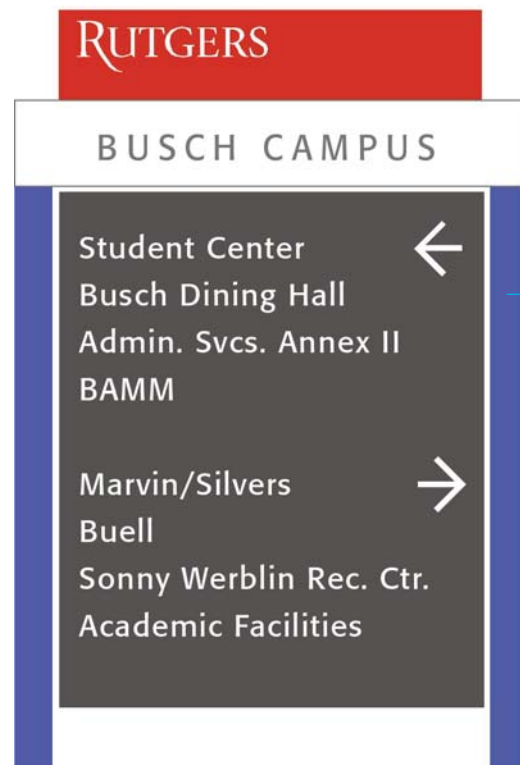 RUTGERS
BUSCH CAMPUS
Student Center
Busch Dining Hall
Admin. Svcs. Annex II
BAMM
Marvin/Silvers
Buell
Sonny Werblin Rec. Ctr.
Academic Facilities